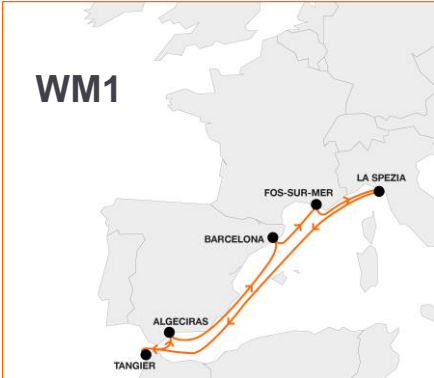 WM1
LA SPEZIA
FOS-SUR-MER
BARCELONA
ALGECIRAS
TANGIER